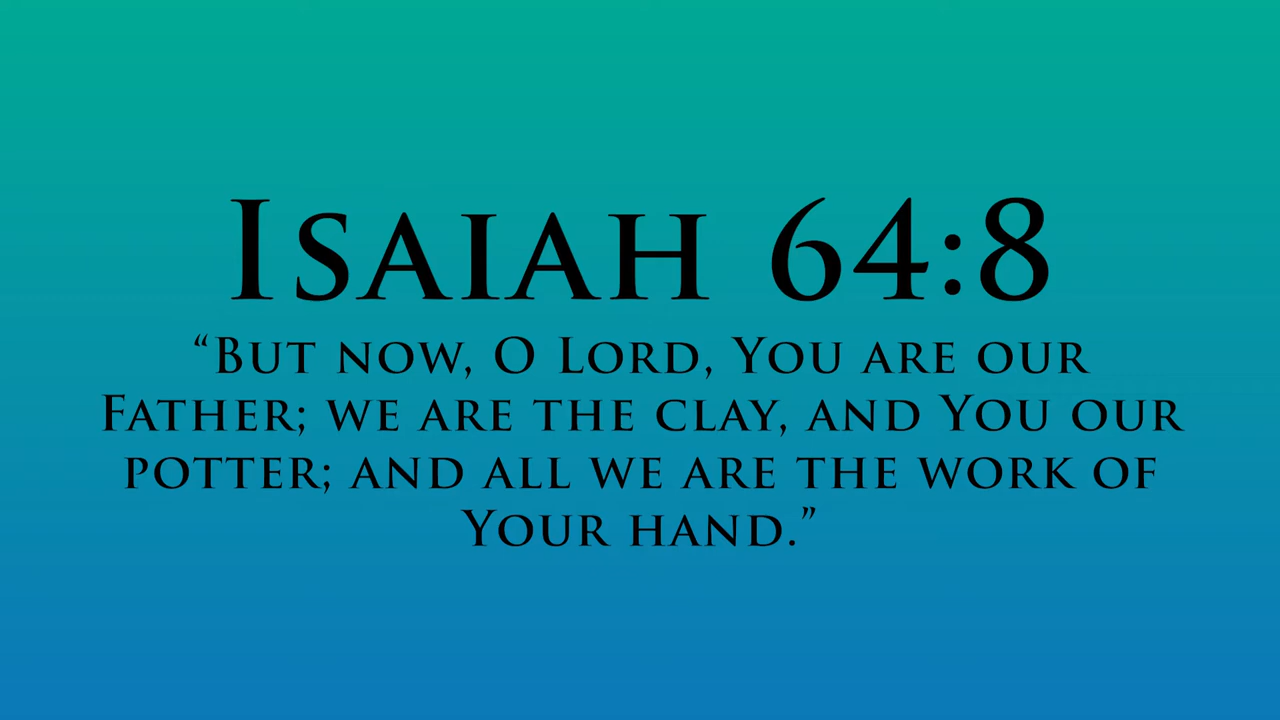 Isaiah 64:8
“But now, O Lord, You are our
Father; we are the clay, and You our
potter; and all we are the work of
Your hand.”